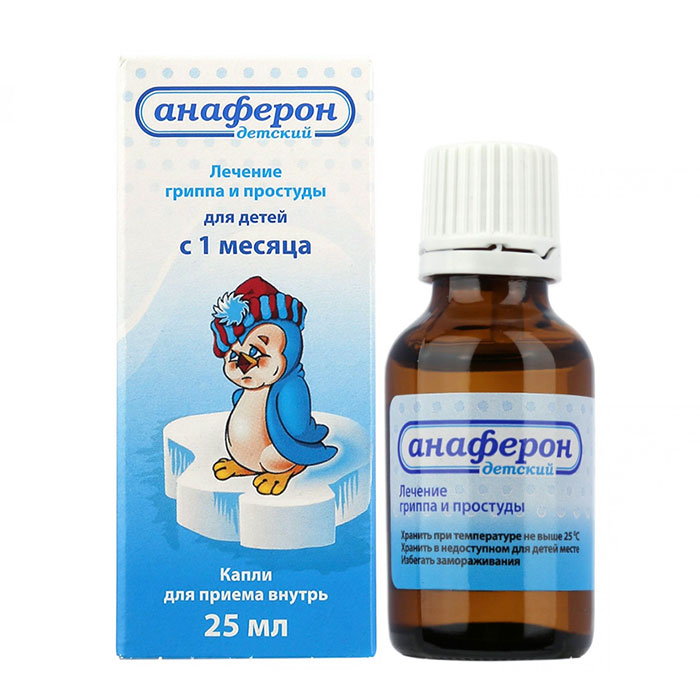 анаферон
детский
Лечение
гриппа и простуды
для детей
с 1 месяца
Капли
для приема внутрь
25 мл
анаферон
детский
Лечение
гриппа и простуды
Хранить при температуре не выше 25 °С
Хранить в недоступном для детей месте
Избегать замораживания